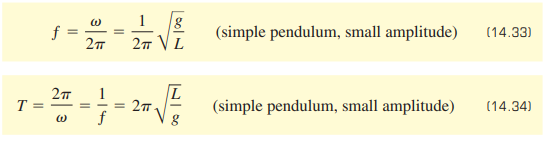 f = ω/2π = 1/2π √g/L (simple pendulum, small amplitude) (14.33)
T = 2π/ω = 1/f = 2π √L/g (simple pendulum, small amplitude) (14.34)